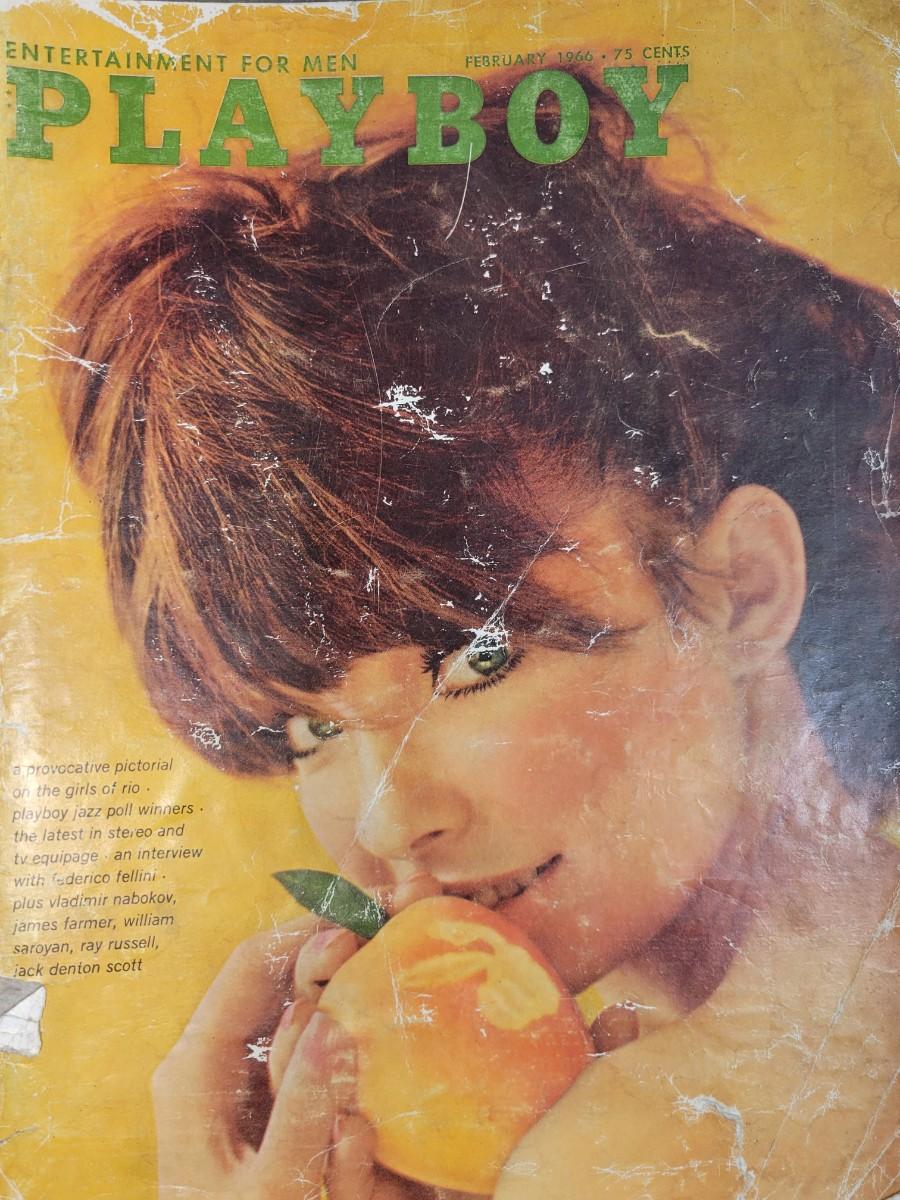 ENTERTAINMENT FOR MEN
FEBRUARY 1966 • 75 CENTS
PLAYBOY
a provocative pictorial
on the girls of rio •
playboy jazz poll winners •
the latest in stereo and
tv equipage • an interview
with federico fellini •
plus vladimir nabokov,
james farmer, william
saroyan, ray russell,
jack denton scott